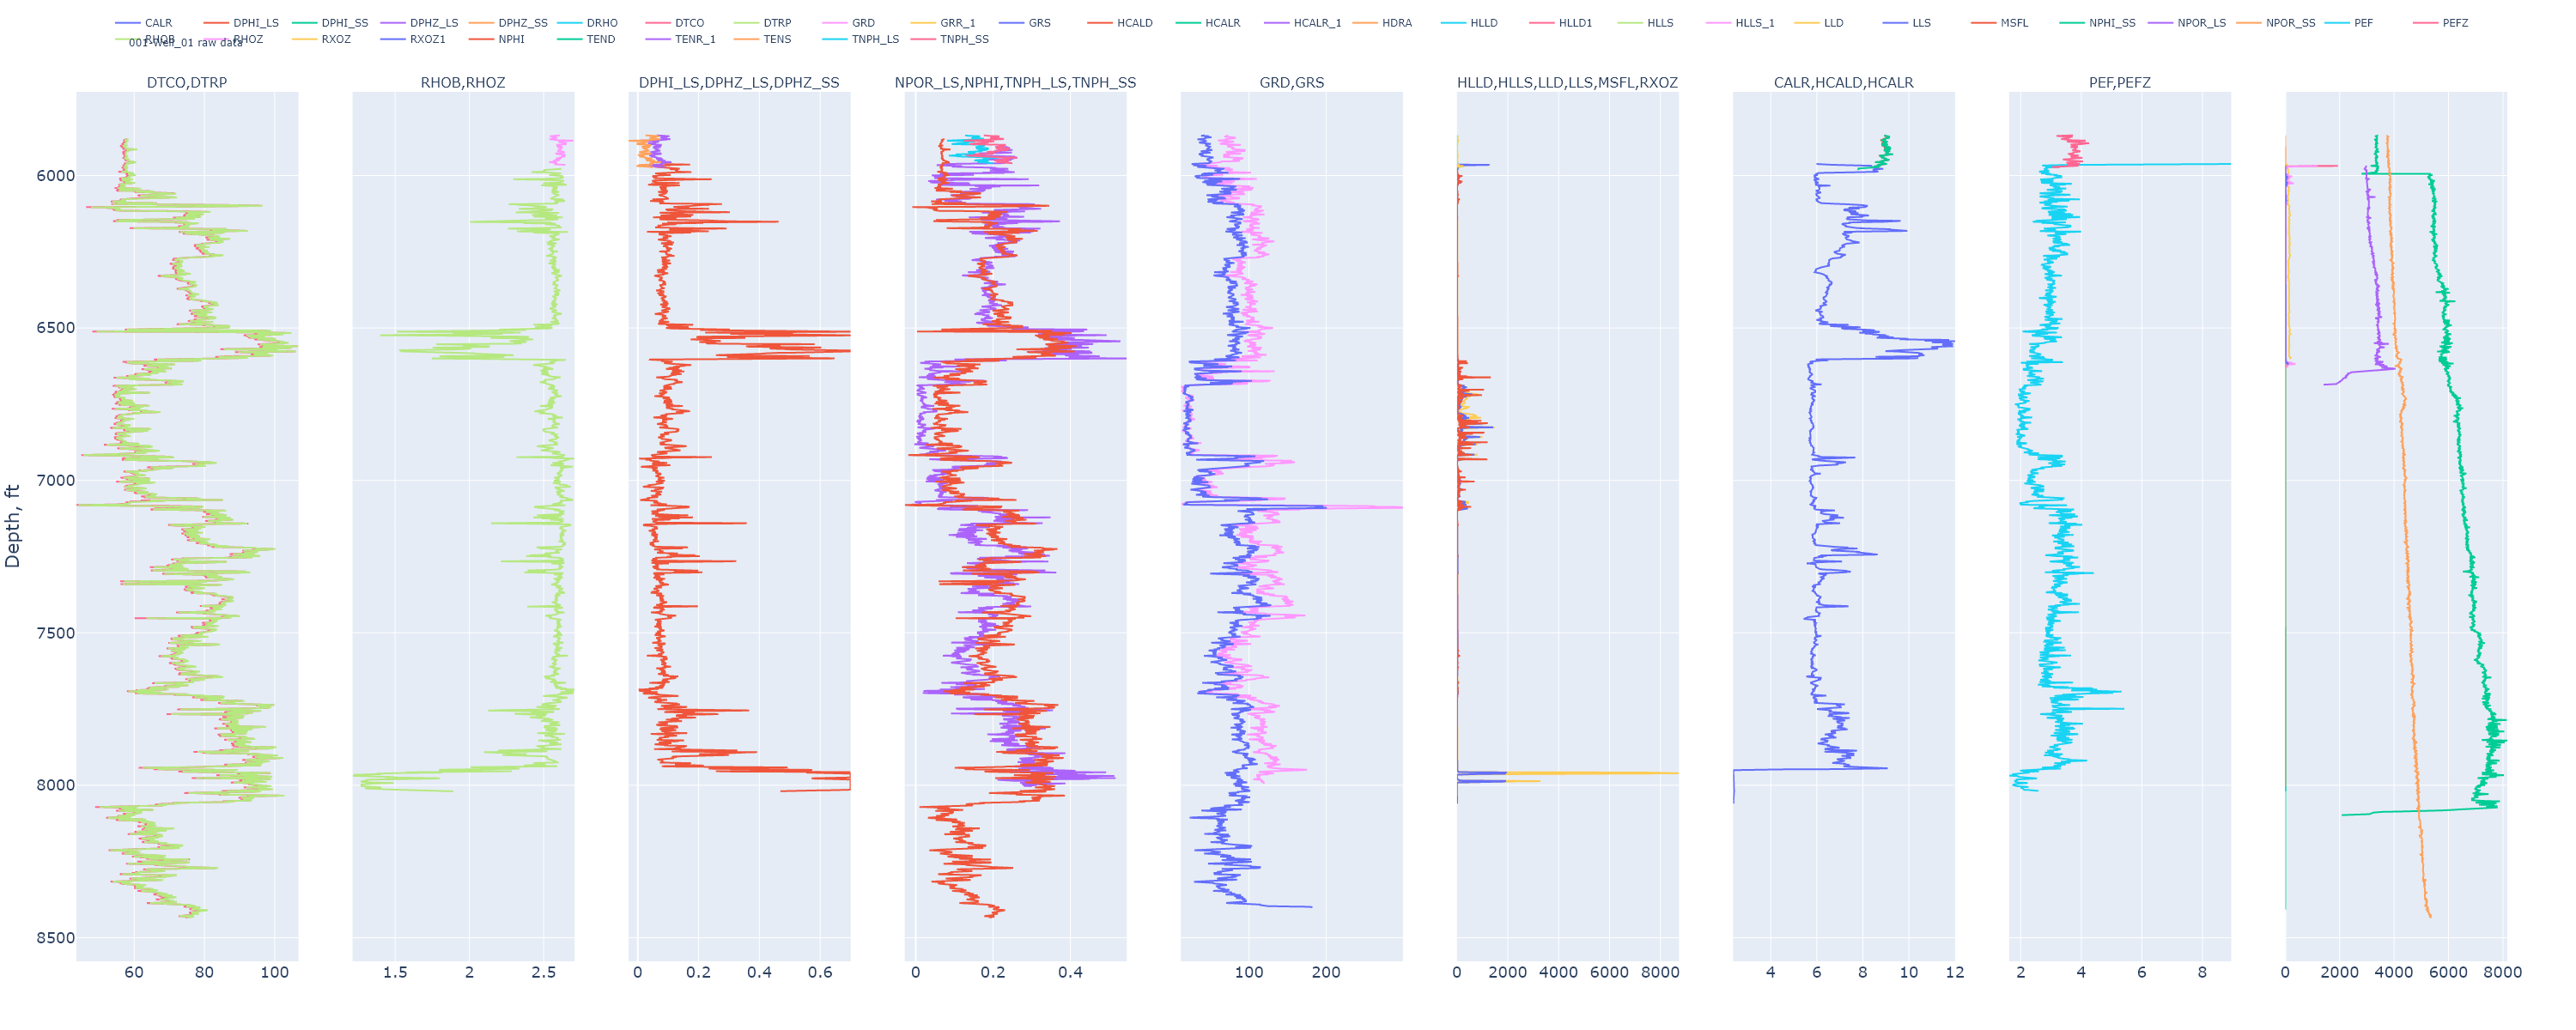 CALR DPHI_LS DPHI_SS DPHZ_LS DPHZ_SS DRHO DTCO DTRP GRD GRR_1 GRS HCALD HCALR HCALR_1 HDRA HLLD HLLD1 HLLS HLLS_1 LLD LLS MSFL NPHI_SS NPOR_LS NPOR_SS PEF PEFZ
RHOB RHOZ RXOZ RXOZ1 NPHI TEND TENR_1 TENS TNPH_LS TNPH_SS
001-Well_01 raw data
DTCO,DTRP RHOB,RHOZ DPHI_LS,DPHZ_LS,DPHZ_SS NPOR_LS,NPHI,TNPH_LS,TNPH_SS GRD,GRS HLLD,HLLS,LLD,LLS,MSFL,RXOZ CALR,HCALD,HCALR PEF,PEFZ
6000
6500
7000
Depth, ft
7500
8000
8500
60 80 100 1.5 2 2.5 0 0.2 0.4 0.6 0 0.2 0.4 100 200 0 2000 4000 6000 8000 4 6 8 10 12 2 4 6 8 0 2000 4000 6000 8000